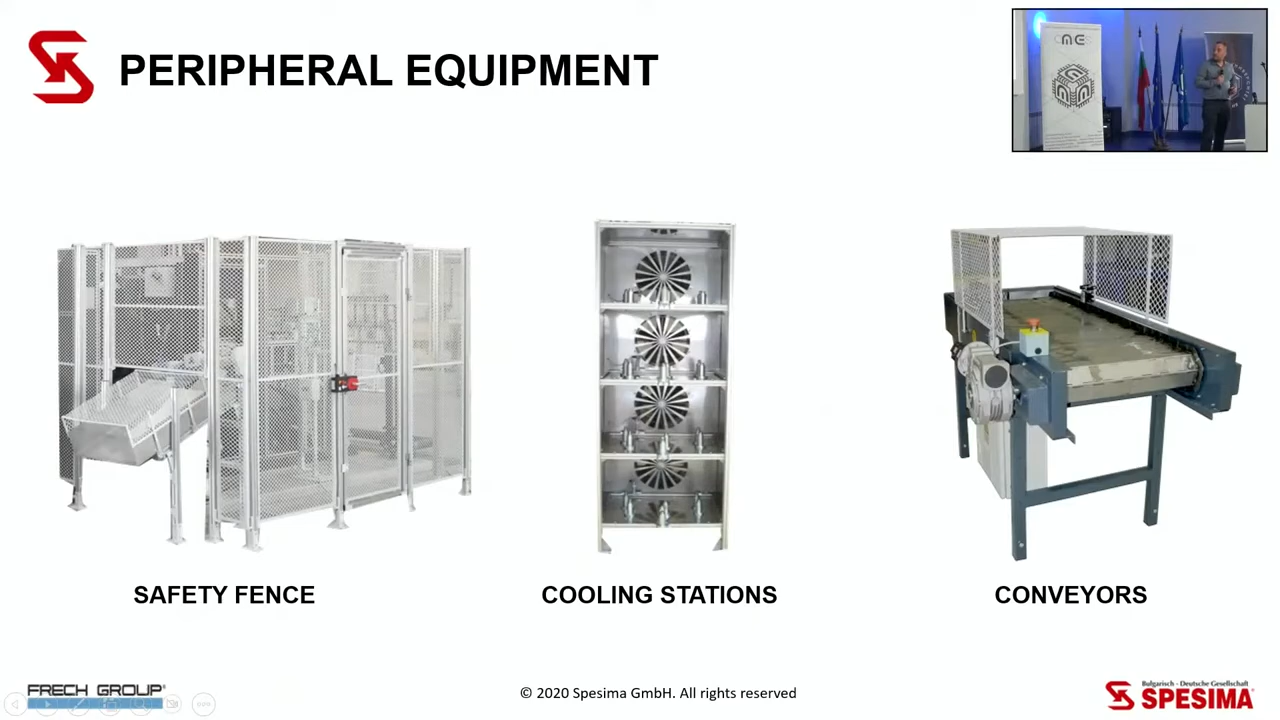 PERIPHERAL EQUIPMENT
CME
SAFETY FENCE
COOLING STATIONS
CONVEYORS
FRECH GROUP®
© 2020 Spesima GmbH. All rights reserved
Bulgarisch - Deutsche Gesellschaft
SPESIMA®